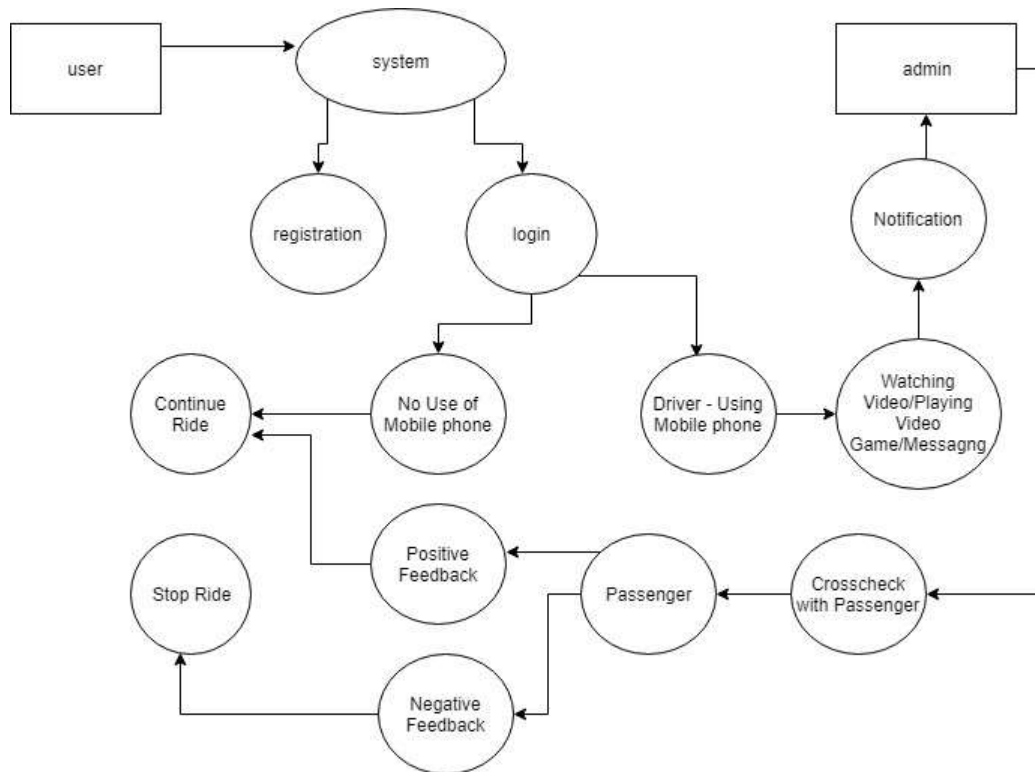 user
system
admin
registration
login
Notification
Continue
Ride
No Use of
Mobile phone
Driver - Using
Mobile phone
Watching
Video/Playing
Video
Game/Messagng
Positive
Feedback
Stop Ride
Passenger
Crosscheck
with Passenger
Negative
Feedback